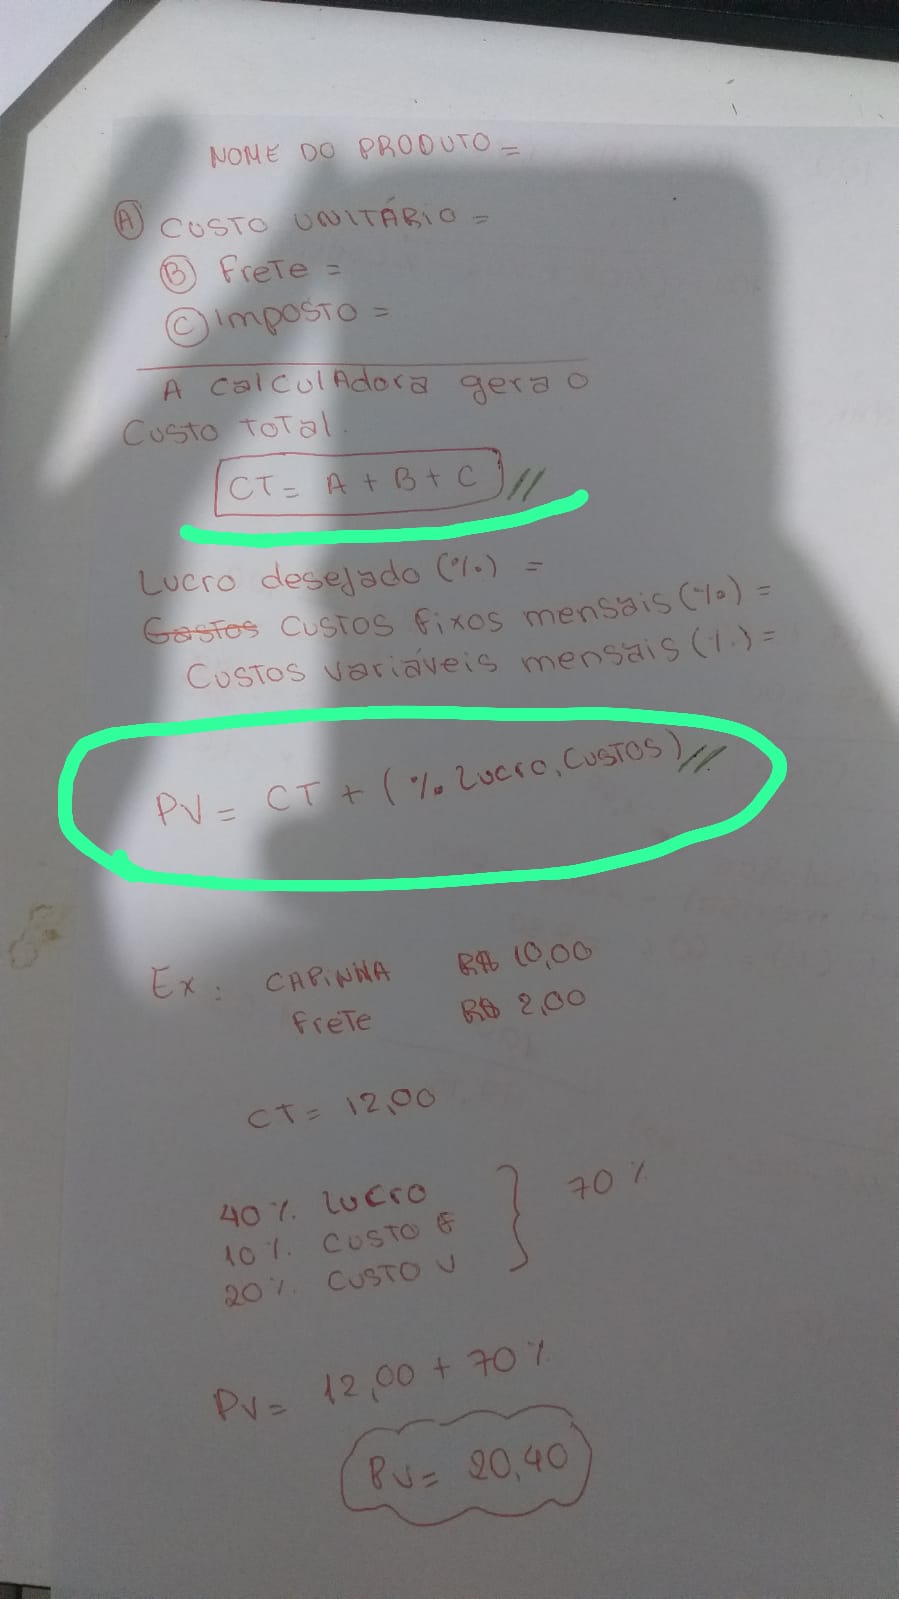 NOME DO PRODUTO =
Ⓐ CUSTO UNITÁRIO =
Ⓑ Frete =
Ⓒ Imposto =
A calculAdora gera o
Custo Total.
CT = A + B + C //
Lucro desejado (%) =
Gastos Custos fixos mensais (%) =
Custos variáveis mensais (%) =
PV = CT + (% Lucro, Custos) //
Ex: CAPINHA R$ 10,00
Frete R$ 2,00
CT = 12,00
40 % Lucro
10 % CUSTO F
20 % CUSTO V
} 70 %
PV = 12,00 + 70 %
PV = 20,40